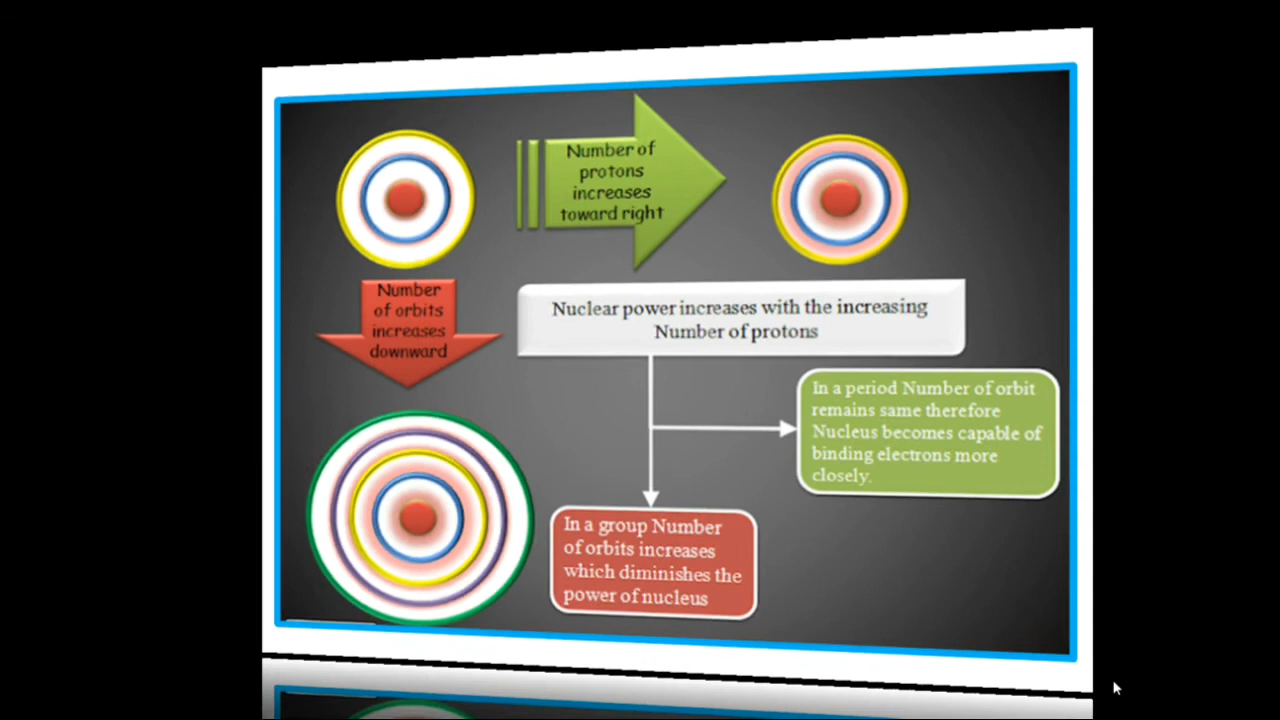 Number of
protons
increases
toward right
Number
of orbits
increases
downward
Nuclear power increases with the increasing
Number of protons
In a period Number of orbit
remains same therefore
Nucleus becomes capable of
binding electrons more
closely.
In a group Number
of orbits increases
which diminishes the
power of nucleus